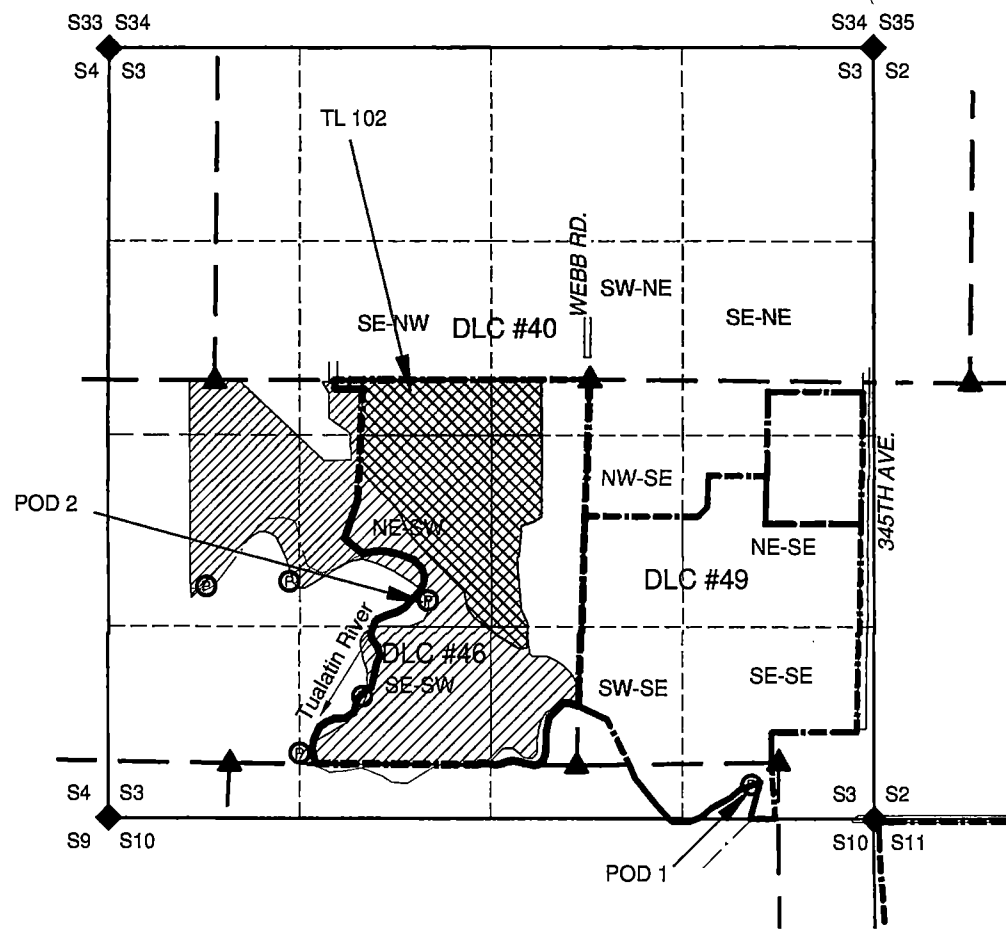 S33 S34
S34 S35
S4 S3
S3 S2
TL 102
WEBB RD.
SW-NE
SE-NW
DLC #40
SE-NE
345TH AVE.
NW-SE
POD 2
NE-SW
NE-SE
DLC #49
P
P
P
Tualatin River
DLC #46
SE-SW
SW-SE
SE-SE
P
P
P
S4 S3
S3 S2
S9 S10
S10 S11
POD 1